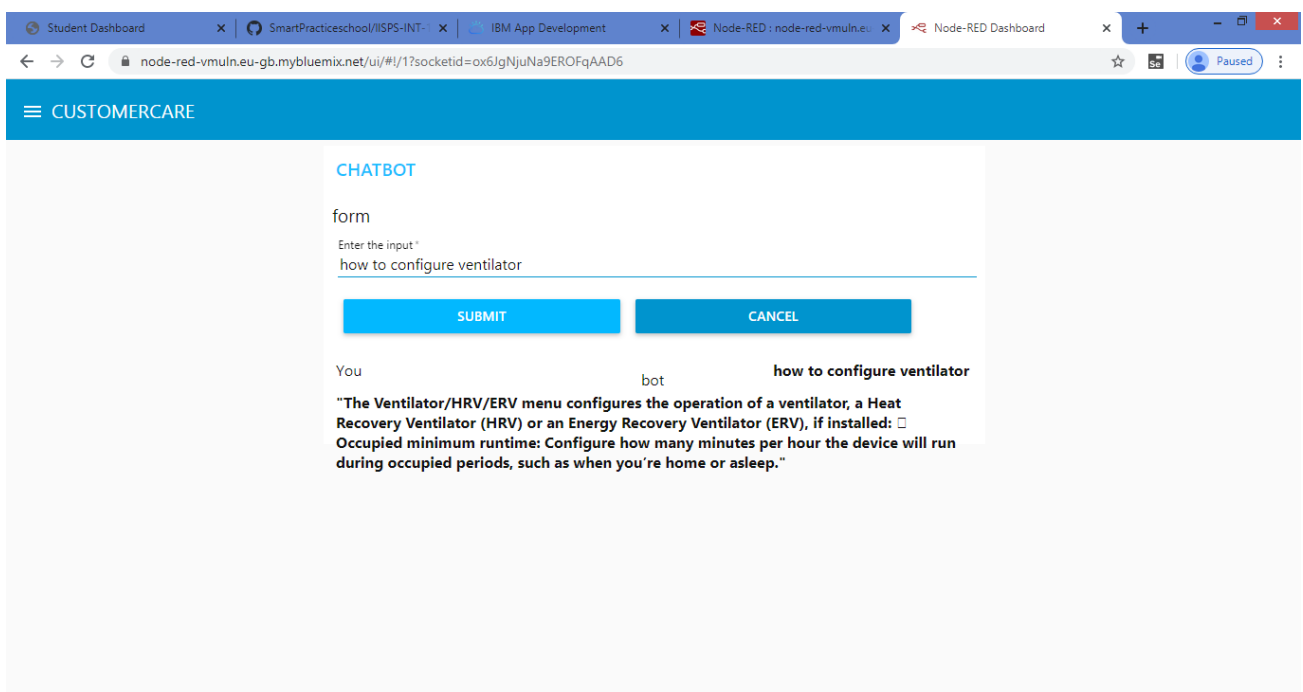 Student Dashboard
SmartPracticeschool/IISPS-INT-
IBM App Development
Node-RED : node-red-vmuln.eu
Node-RED Dashboard
node-red-vmuln.eu-gb.mybluemix.net/ui/#!/1?socketid=ox6JgNjuNa9EROFqAAD6
Se
Paused
CUSTOMERCARE
CHATBOT
form
Enter the input *
how to configure ventilator
SUBMIT
CANCEL
You
how to configure ventilator
bot
"The Ventilator/HRV/ERV menu configures the operation of a ventilator, a Heat
Recovery Ventilator (HRV) or an Energy Recovery Ventilator (ERV), if installed: 
Occupied minimum runtime: Configure how many minutes per hour the device will run
during occupied periods, such as when you're home or asleep."